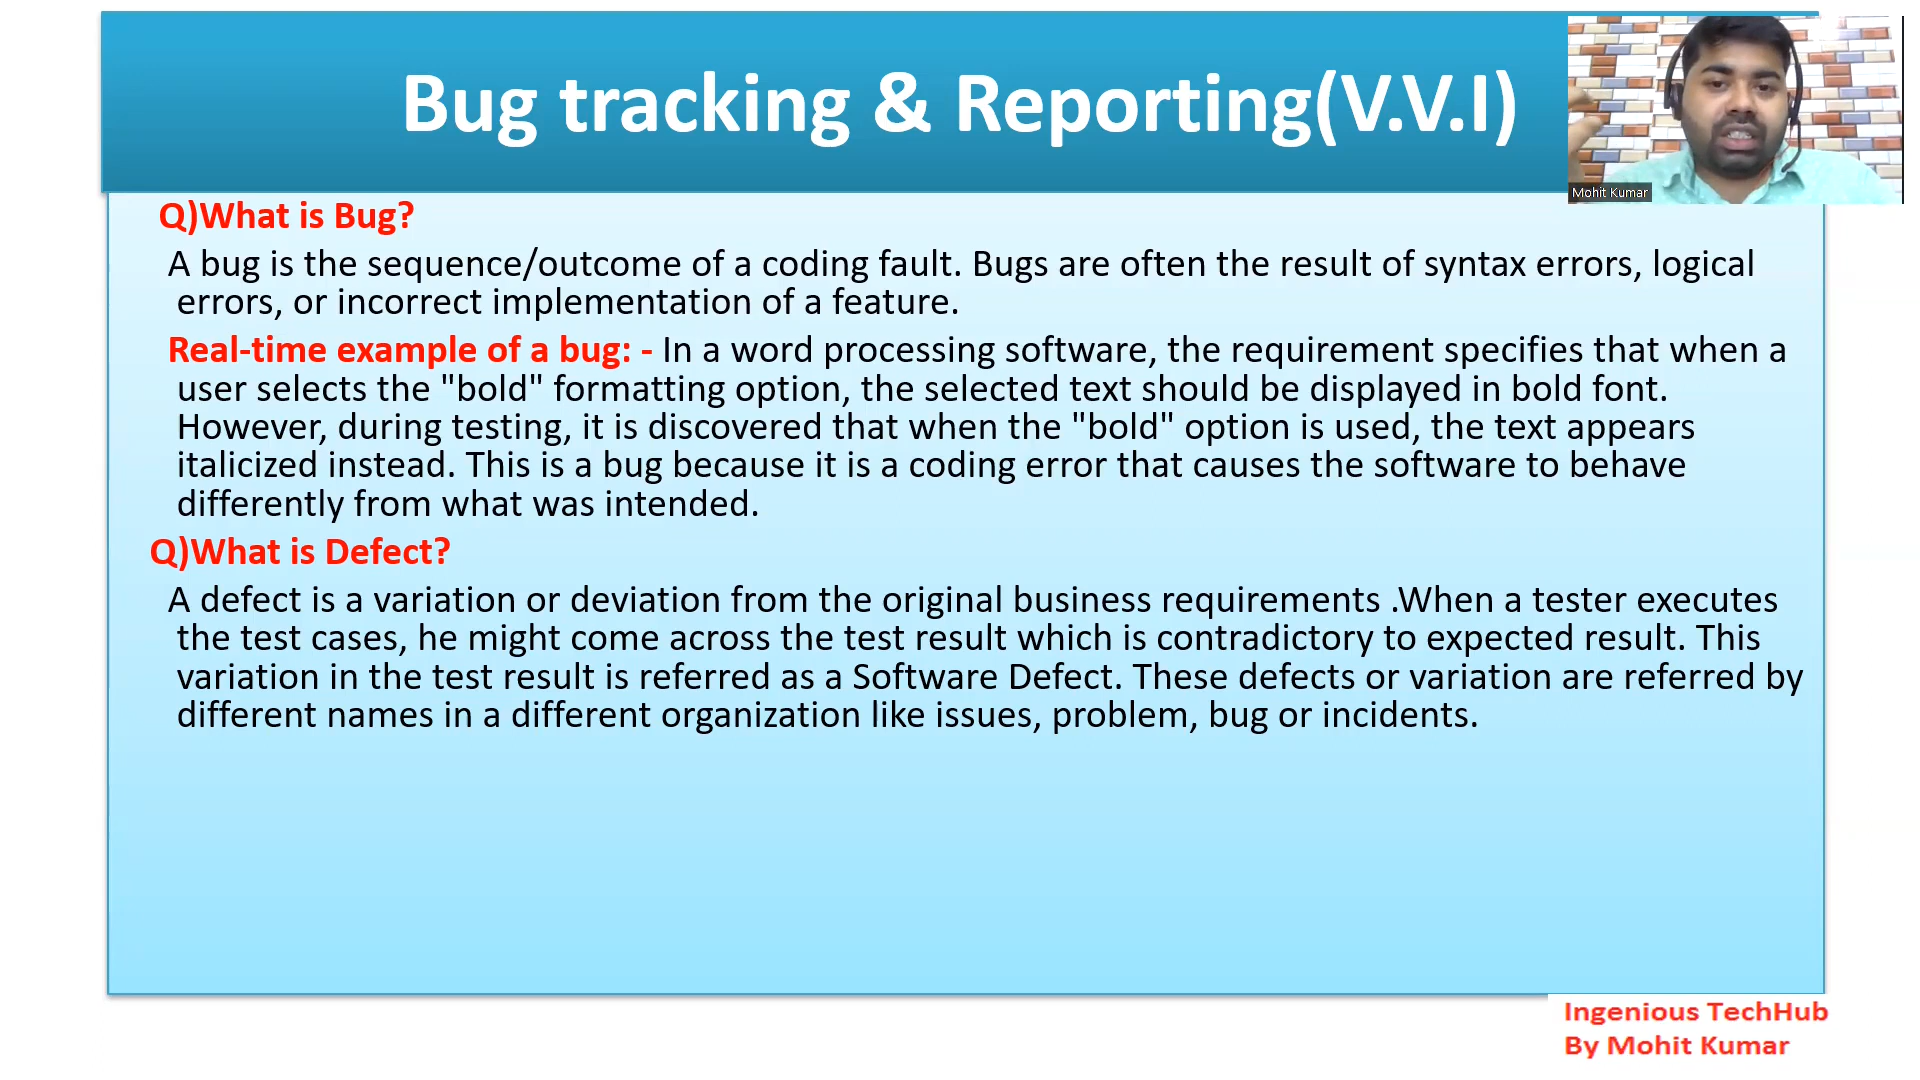 Bug tracking & Reporting(V.V.I)
Mohit Kumar
Q)What is Bug?
A bug is the sequence/outcome of a coding fault. Bugs are often the result of syntax errors, logical
errors, or incorrect implementation of a feature.
Real-time example of a bug: - In a word processing software, the requirement specifies that when a
user selects the "bold" formatting option, the selected text should be displayed in bold font.
However, during testing, it is discovered that when the "bold" option is used, the text appears
italicized instead. This is a bug because it is a coding error that causes the software to behave
differently from what was intended.
Q)What is Defect?
A defect is a variation or deviation from the original business requirements .When a tester executes
the test cases, he might come across the test result which is contradictory to expected result. This
variation in the test result is referred as a Software Defect. These defects or variation are referred by
different names in a different organization like issues, problem, bug or incidents.
Ingenious TechHub
By Mohit Kumar